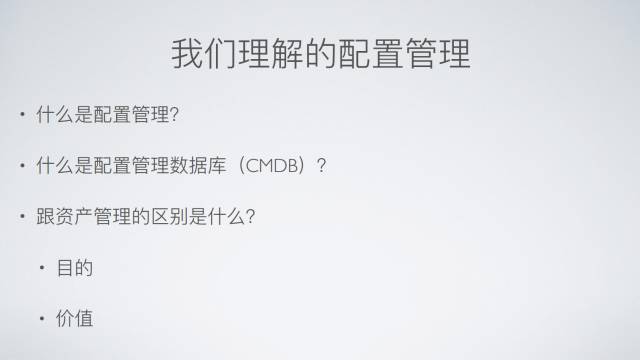 我们理解的配置管理
• 什么是配置管理？
• 什么是配置管理数据库（CMDB）？
• 跟资产管理的区别是什么？
• 目的
• 价值